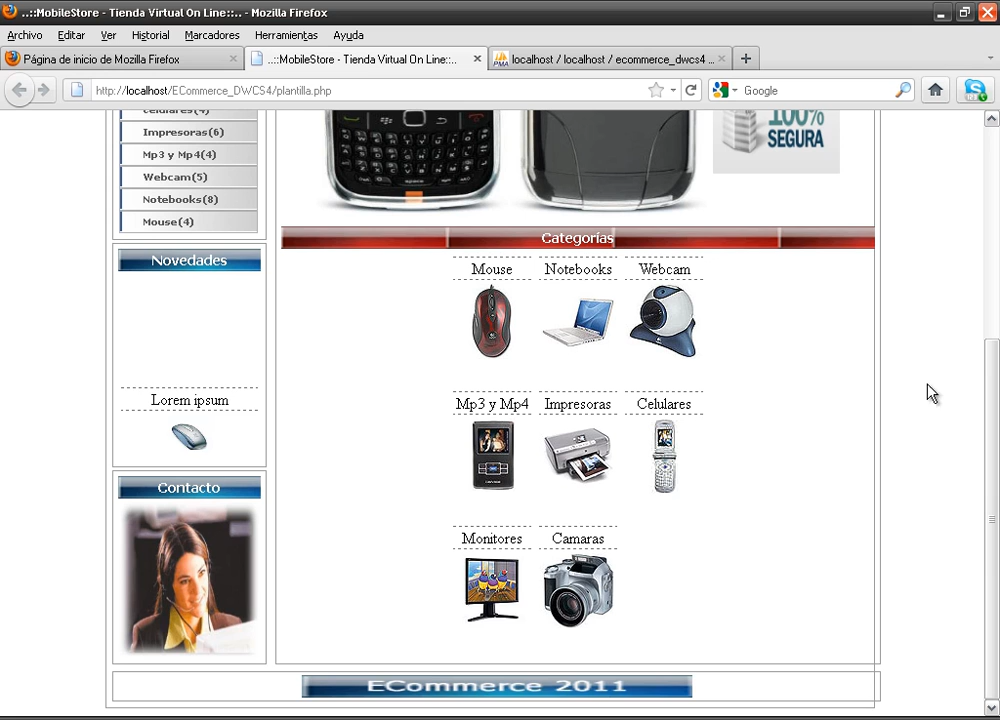 ..::MobileStore - Tienda Virtual On Line::.. - Mozilla Firefox
Archivo Editar Ver Historial Marcadores Herramientas Ayuda
Página de inicio de Mozilla Firefox
..::MobileStore - Tienda Virtual On Line::..
PMA localhost / localhost / ecommerce_dwcs4 ...
http://localhost/ECommerce_DWCS4/plantilla.php
Google
Celulares(4)
Impresoras(6)
Mp3 y Mp4(4)
Webcam(5)
Notebooks(8)
Mouse(4)
100%
SEGURA
Categorías
Mouse Notebooks Webcam
Mp3 y Mp4 Impresoras Celulares
Monitores Camaras
Novedades
Lorem ipsum
Contacto
ECommerce 2011